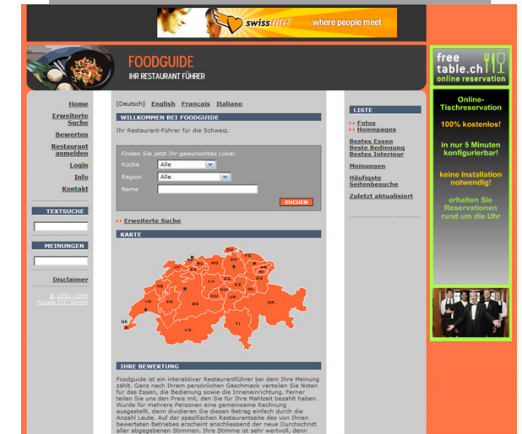 swissflirt where people meet
FOODGUIDE
IHR RESTAURANT FÜHRER
Home
Erweiterte
Suche
Bewerten
Restaurant
anmelden
Login
Info
Kontakt
TEXTSUCHE
MEINUNGEN
Disclaimer
[Deutsch] English Français Italiano
WILLKOMMEN BEI FOODGUIDE
Ihr Restaurant-Führer für die Schweiz.
Finden Sie jetzt Ihr gewünschtes Lokal.
Küche Alle
Region Alle
Name
SUCHEN
Erweiterte Suche
KARTE
IHRE BEWERTUNG
Foodguide ist ein interaktiver Restaurantführer bei dem Ihre Meinung
zählt. Ganz nach Ihrem persönlichen Geschmack verteilen Sie Noten
für das Essen, die Bedienung sowie die Inneneinrichtung. Ferner
teilen Sie uns den Preis mit, den Sie für Ihre Mahlzeit bezahlt haben.
Wurde für mehrere Personen eine gemeinsame Rechnung
ausgestellt, dann dividieren Sie diesen Betrag einfach durch die
Anzahl Leute. Auf der spezifischen Restaurantseite des von Ihnen
bewerteten Betriebes erscheint anschliessend der neue Durchschnitt
aller abgegebenen Stimmen. Ihre Stimme ist sehr wertvoll, denn
LISTE
Fotos
Homepages
Bestes Essen
Beste Bedienung
Bestes Interieur
Meinungen
Häufigste
Seitenbesuche
Zuletzt aktualisiert
free
table.ch
online reservation
Online-
Tischreservation
100% kostenlos!
in nur 5 Minuten
konfigurierbar!
keine Installation
notwendig!
erhalten Sie
Reservationen
rund um die Uhr